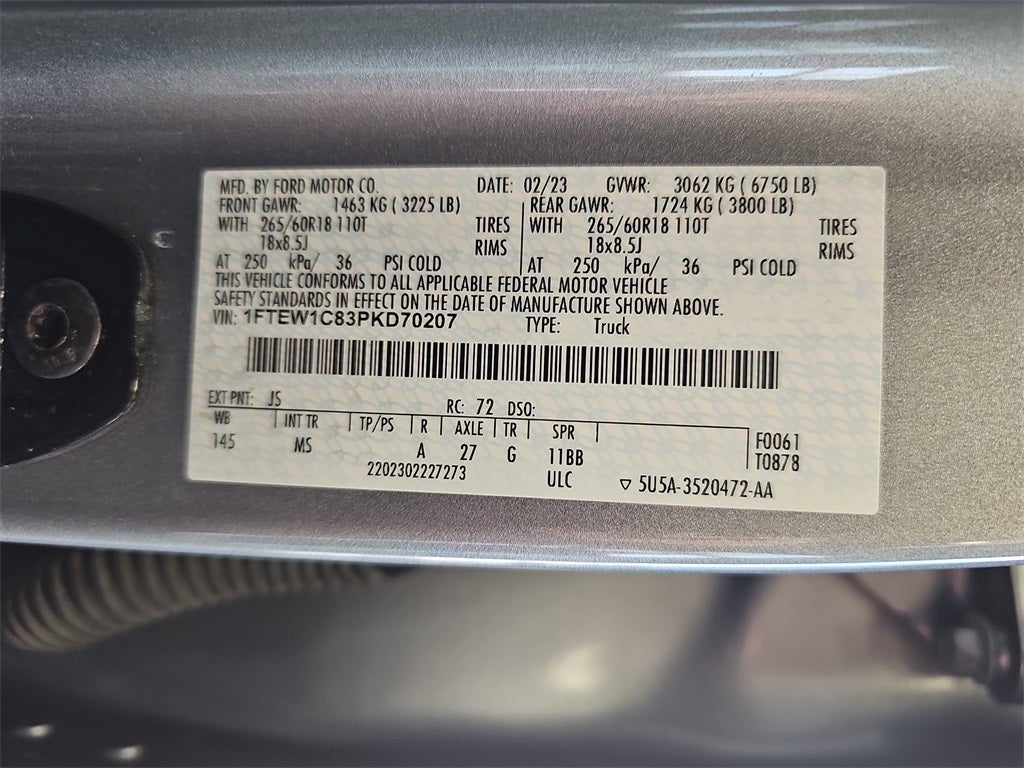 MFD. BY FORD MOTOR CO. DATE: 02/23 GVWR: 3062 KG ( 6750 LB)
FRONT GAWR: 1463 KG ( 3225 LB) REAR GAWR: 1724 KG ( 3800 LB)
WITH 265/60R18 110T TIRES WITH 265/60R18 110T TIRES
18x8.5J RIMS 18x8.5J RIMS
AT 250 kPa/ 36 PSI COLD AT 250 kPa/ 36 PSI COLD
THIS VEHICLE CONFORMS TO ALL APPLICABLE FEDERAL MOTOR VEHICLE
SAFETY STANDARDS IN EFFECT ON THE DATE OF MANUFACTURE SHOWN ABOVE.
VIN: 1FTEW1C83PKD70207 TYPE: Truck
EXT PNT: JS RC: 72 DSO:
WB INT TR TP/PS R AXLE TR SPR F0061
145 MS A 27 G 11BB T0878
2202302227273 ULC ▽ 5U5A-3520472-AA